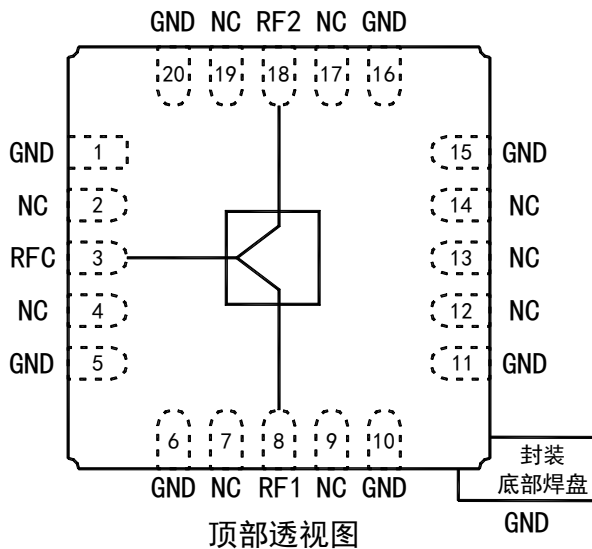 GND NC RF2 NC GND
20 19 18 17 16
GND 1 15 GND
NC 2 14 NC
RFC 3 13 NC
NC 4 12 NC
GND 5 11 GND
6 7 8 9 10
GND NC RF1 NC GND
封装
底部焊盘
GND
顶部透视图